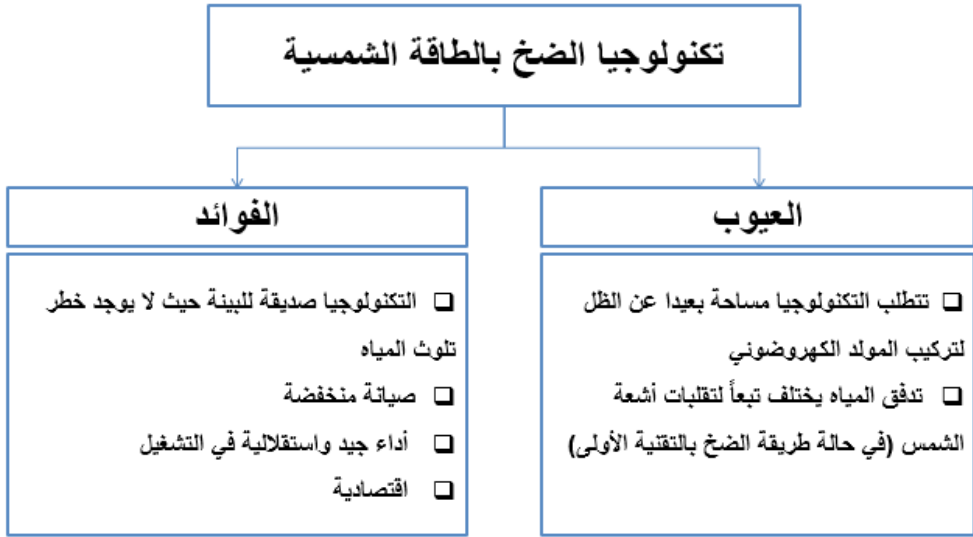 تكنولوجيا الضخ بالطاقة الشمسية
العيوب
❑ تتطلب التكنولوجيا مساحة بعيدا عن الظل
لتركيب المولد الكهروضوئي
❑ تدفق المياه يختلف تبعاً لتقلبات أشعة
الشمس (في حالة طريقة الضخ بالتقنية الأولى)
الفوائد
❑ التكنولوجيا صديقة للبيئة حيث لا يوجد خطر
تلوث المياه
❑ صيانة منخفضة
❑ أداء جيد واستقلالية في التشغيل
❑ اقتصادية